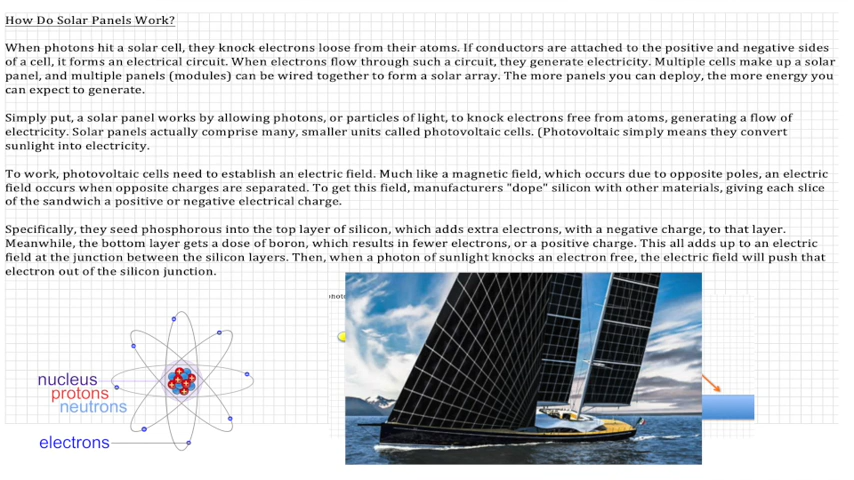 How Do Solar Panels Work?
When photons hit a solar cell, they knock electrons loose from their atoms. If conductors are attached to the positive and negative sides
of a cell, it forms an electrical circuit. When electrons flow through such a circuit, they generate electricity. Multiple cells make up a solar
panel, and multiple panels (modules) can be wired together to form a solar array. The more panels you can deploy, the more energy you
can expect to generate.
Simply put, a solar panel works by allowing photons, or particles of light, to knock electrons free from atoms, generating a flow of
electricity. Solar panels actually comprise many, smaller units called photovoltaic cells. (Photovoltaic simply means they convert
sunlight into electricity.
To work, photovoltaic cells need to establish an electric field. Much like a magnetic field, which occurs due to opposite poles, an electric
field occurs when opposite charges are separated. To get this field, manufacturers "dope" silicon with other materials, giving each slice
of the sandwich a positive or negative electrical charge.
Specifically, they seed phosphorous into the top layer of silicon, which adds extra electrons, with a negative charge, to that layer.
Meanwhile, the bottom layer gets a dose of boron, which results in fewer electrons, or a positive charge. This all adds up to an electric
field at the junction between the silicon layers. Then, when a photon of sunlight knocks an electron free, the electric field will push that
electron out of the silicon junction.
nucleus
protons
neutrons
electrons